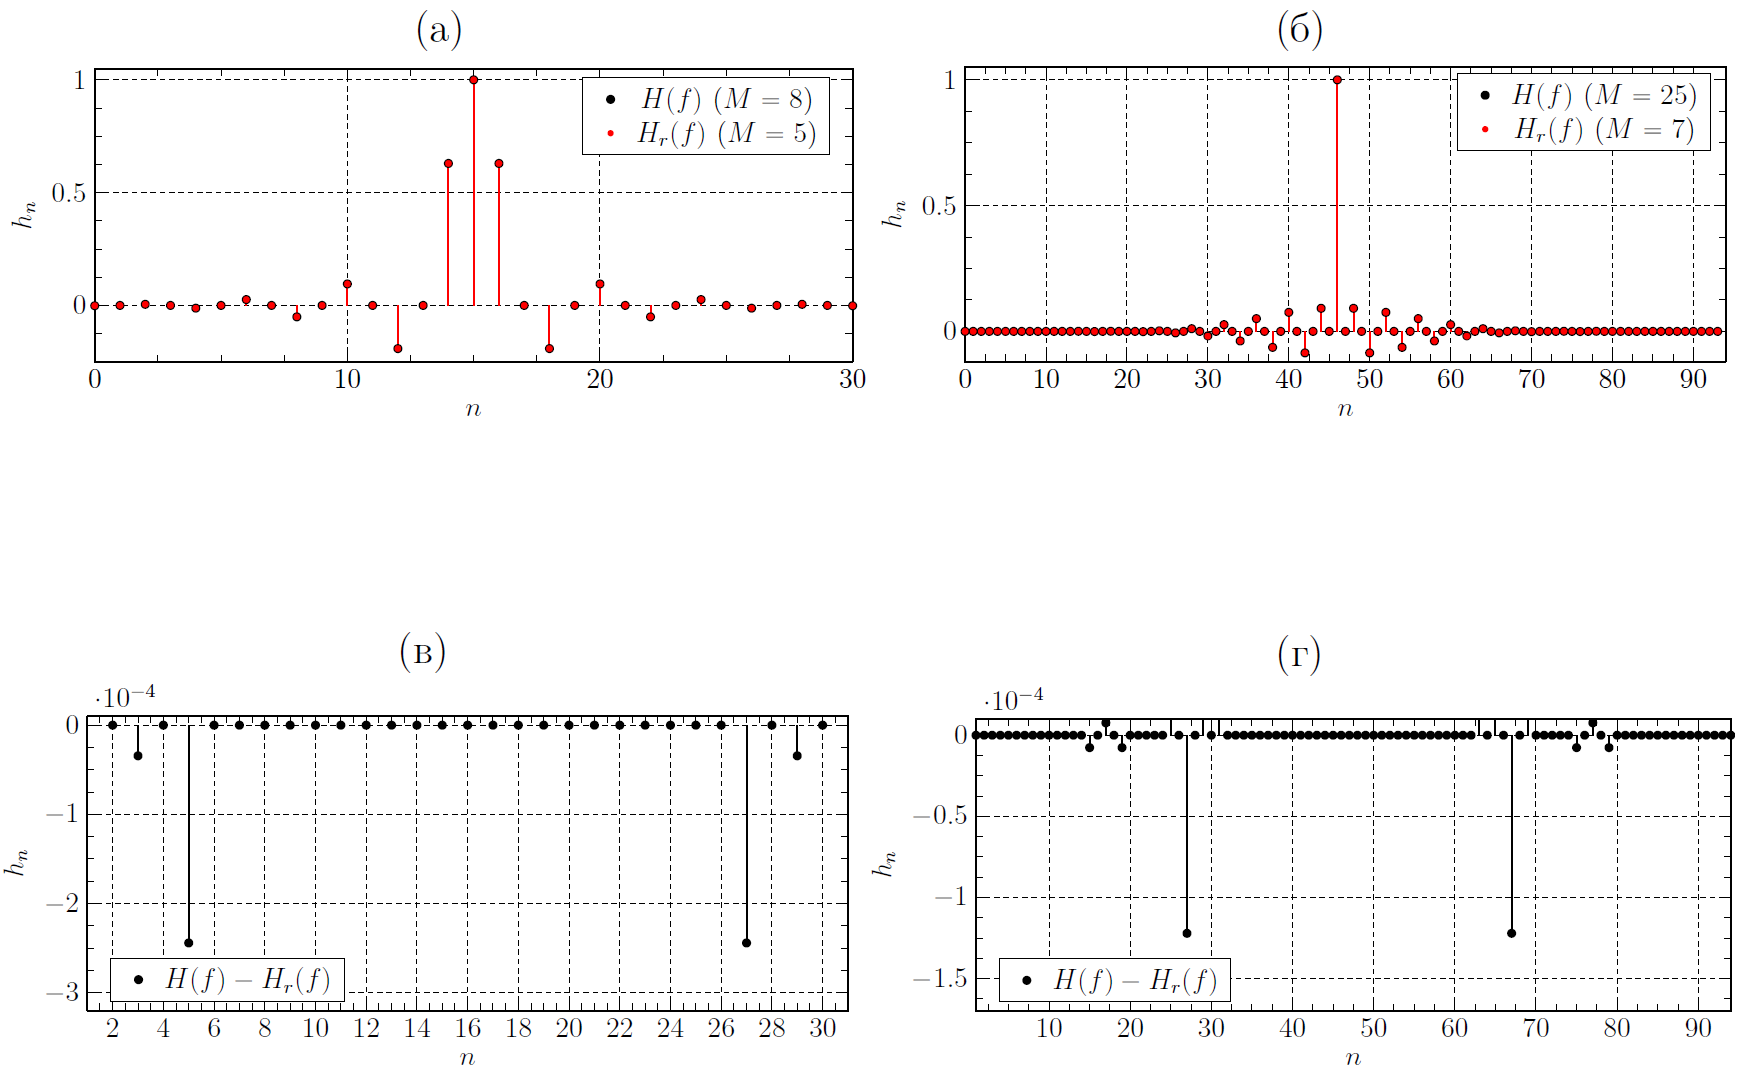 (а)
1
0.5
0
h_n
H(f) (M = 8)
H_r(f) (M = 5)
0 10 20 30
n
(б)
1
0.5
0
h_n
H(f) (M = 25)
H_r(f) (M = 7)
0 10 20 30 40 50 60 70 80 90
n
(в)
·10^{-4}
0
−1
−2
−3
h_n
H(f) − H_r(f)
2 4 6 8 10 12 14 16 18 20 22 24 26 28 30
n
(г)
·10^{-4}
0
−0.5
−1
−1.5
h_n
H(f) − H_r(f)
10 20 30 40 50 60 70 80 90
n